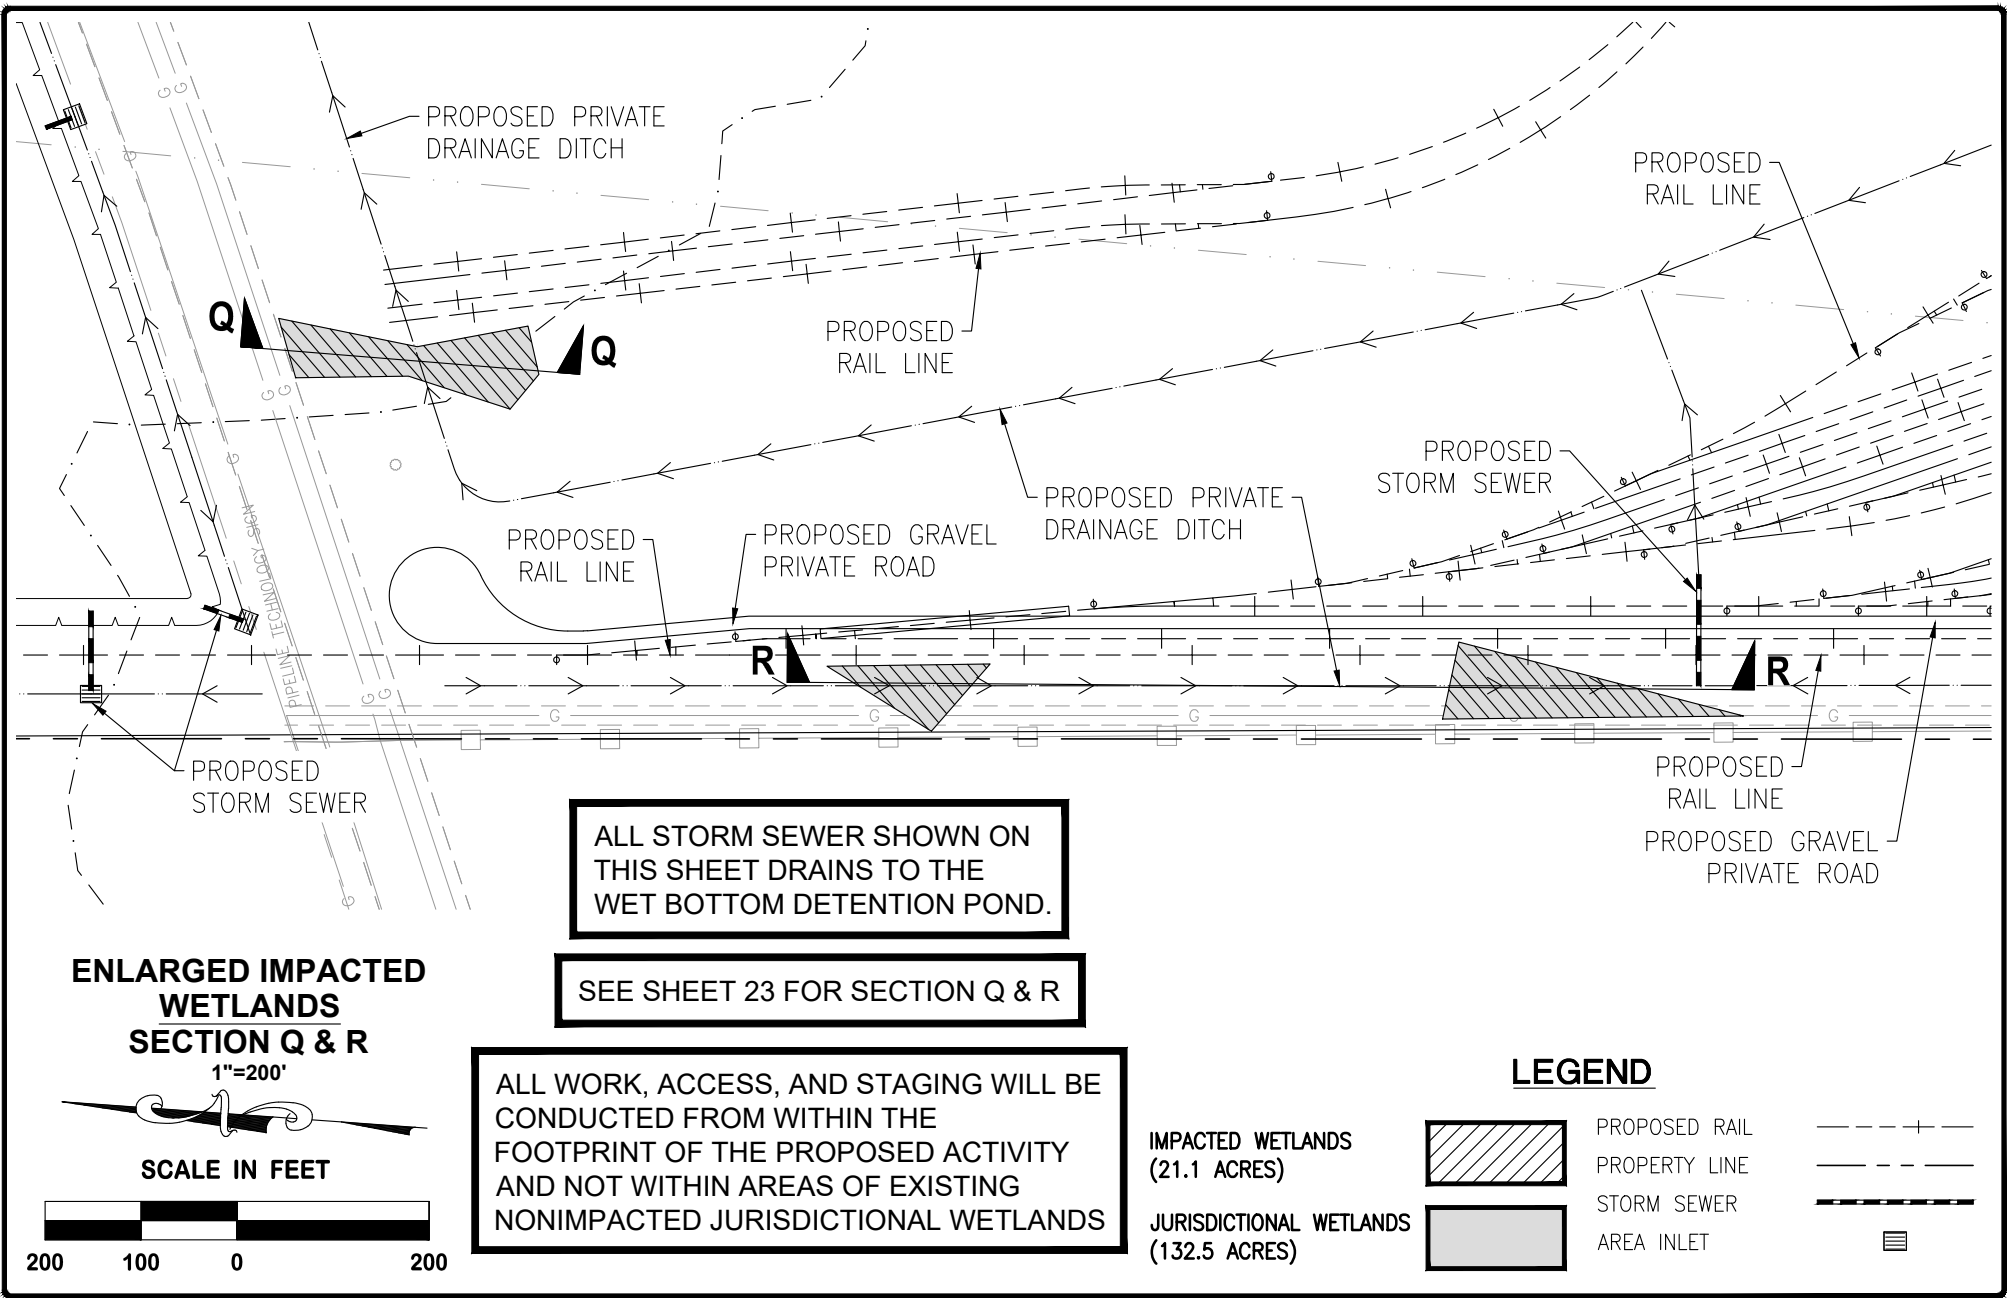 PROPOSED PRIVATE
DRAINAGE DITCH
PROPOSED
RAIL LINE
Q
Q
PROPOSED
RAIL LINE
PROPOSED
STORM SEWER
PROPOSED PRIVATE
DRAINAGE DITCH
PROPOSED
RAIL LINE
PROPOSED GRAVEL
PRIVATE ROAD
PIPELINE TECHNOLOGY SIGN
R
R
G
G
G
G
G
G
G
G
G
G
G
G
G
PROPOSED
STORM SEWER
PROPOSED
RAIL LINE
PROPOSED GRAVEL
PRIVATE ROAD
ALL STORM SEWER SHOWN ON
THIS SHEET DRAINS TO THE
WET BOTTOM DETENTION POND.
SEE SHEET 23 FOR SECTION Q & R
ALL WORK, ACCESS, AND STAGING WILL BE
CONDUCTED FROM WITHIN THE
FOOTPRINT OF THE PROPOSED ACTIVITY
AND NOT WITHIN AREAS OF EXISTING
NONIMPACTED JURISDICTIONAL WETLANDS
ENLARGED IMPACTED
WETLANDS
SECTION Q & R
1"=200'
SCALE IN FEET
200 100 0 200
LEGEND
IMPACTED WETLANDS
(21.1 ACRES)
JURISDICTIONAL WETLANDS
(132.5 ACRES)
PROPOSED RAIL
PROPERTY LINE
STORM SEWER
AREA INLET